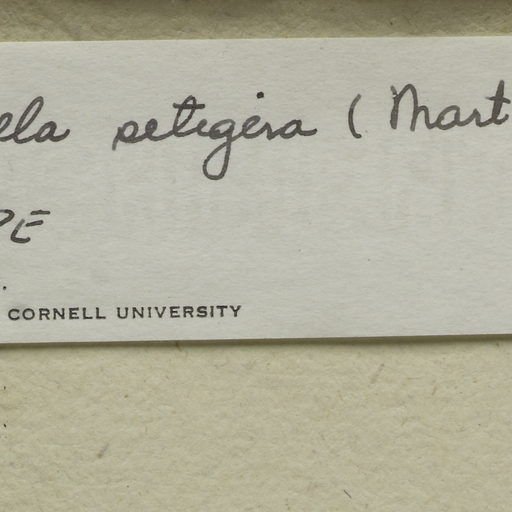 ela setigera (Mart
PE
.
CORNELL UNIVERSITY